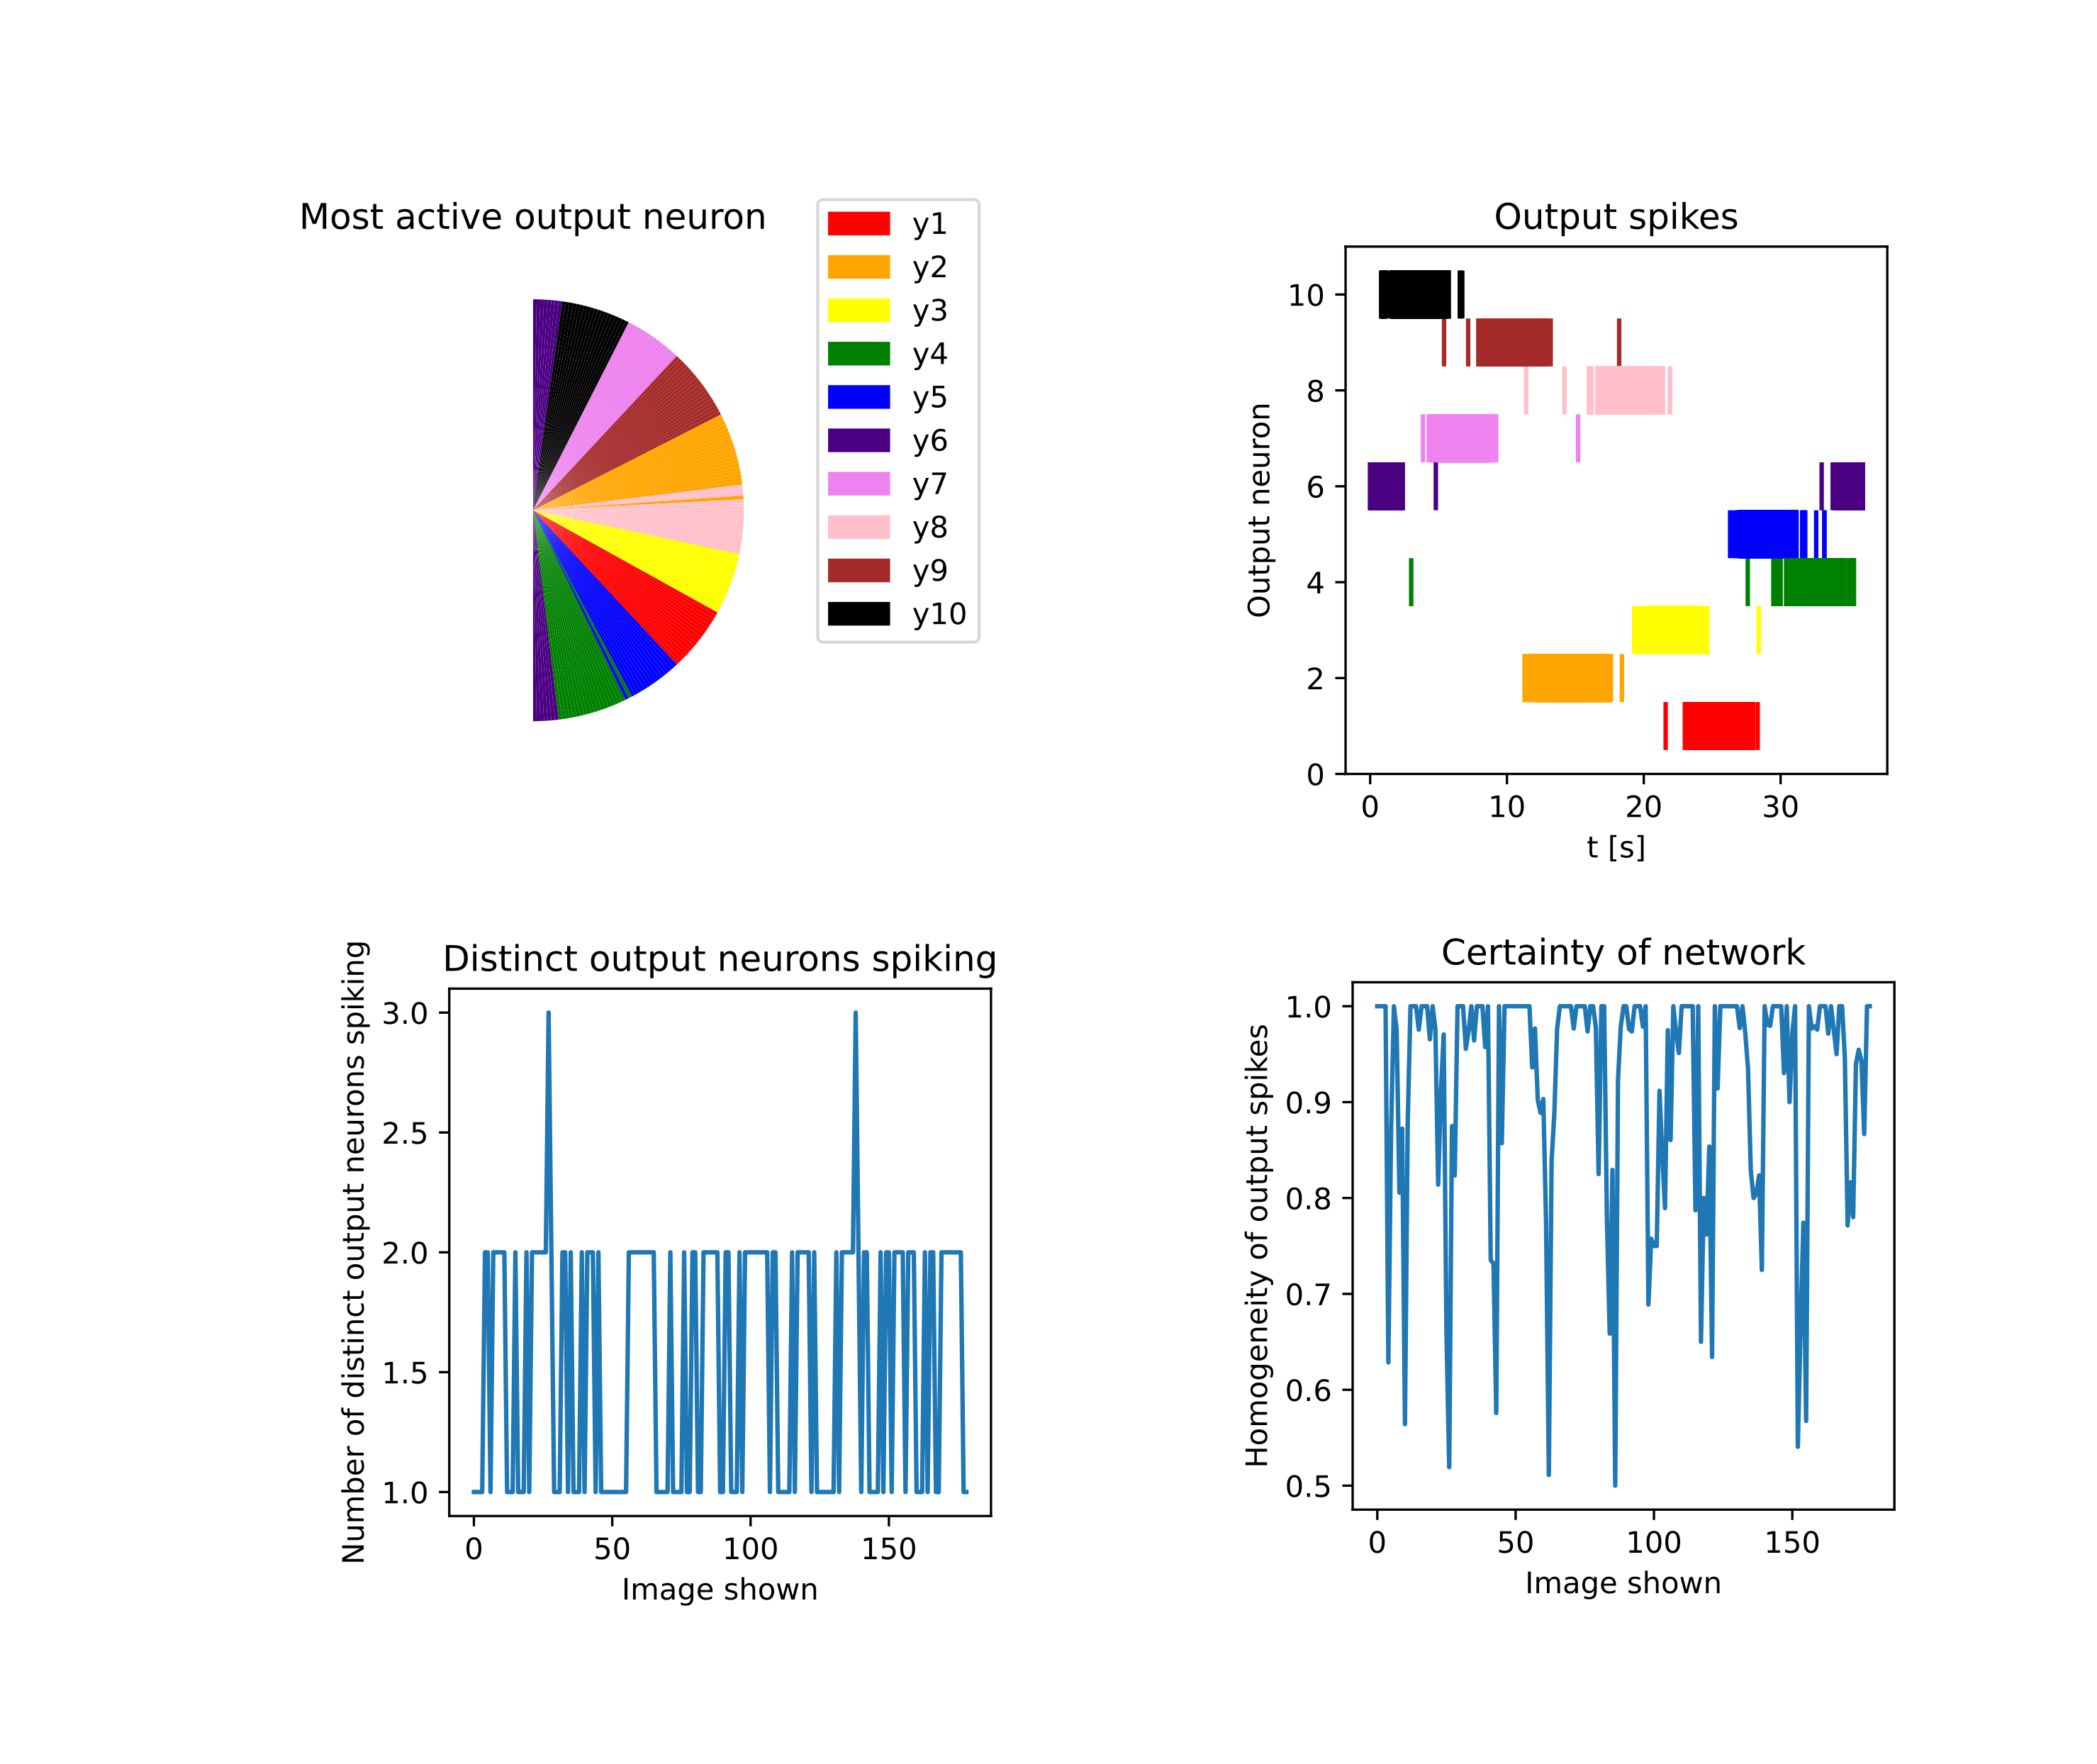 Most active output neuron
y1
y2
y3
y4
y5
y6
y7
y8
y9
y10
Output spikes
Output neuron
10
8
6
4
2
0
0 10 20 30
t [s]
Distinct output neurons spiking
Number of distinct output neurons spiking
3.0
2.5
2.0
1.5
1.0
0 50 100 150
Image shown
Certainty of network
Homogeneity of output spikes
1.0
0.9
0.8
0.7
0.6
0.5
0 50 100 150
Image shown